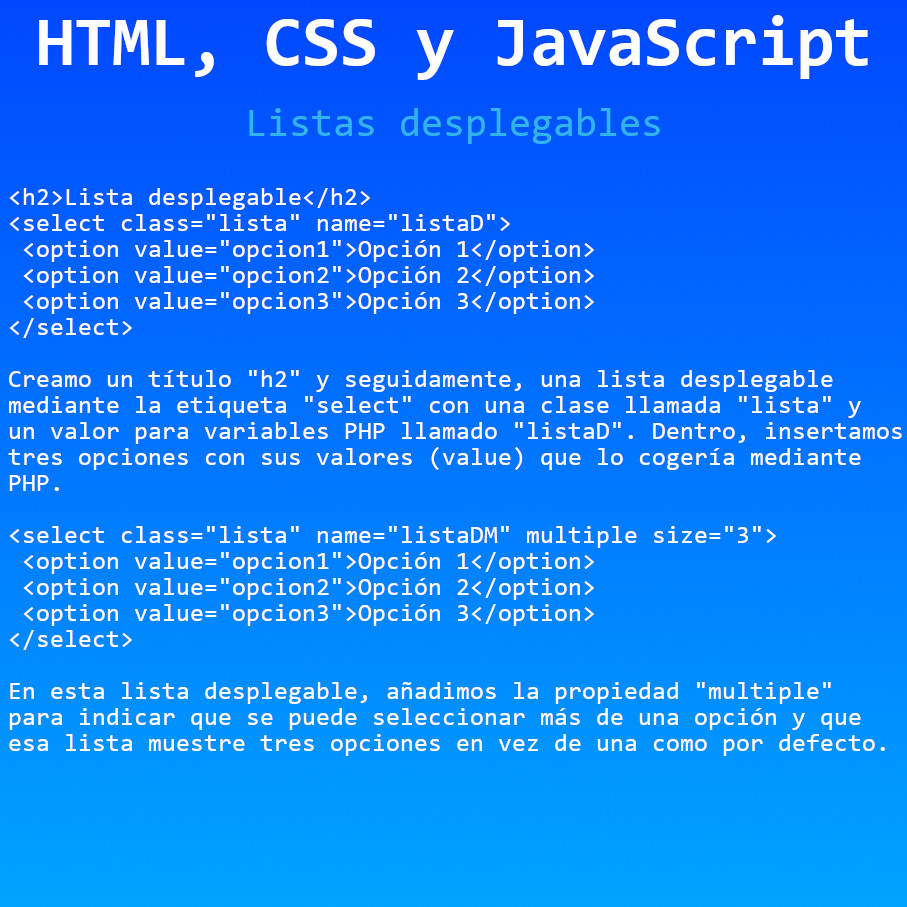 HTML, CSS y JavaScript
Listas desplegables
<h2>Lista desplegable</h2>
<select class="lista" name="listaD">
 <option value="opcion1">Opción 1</option>
 <option value="opcion2">Opción 2</option>
 <option value="opcion3">Opción 3</option>
</select>
Creamo un título "h2" y seguidamente, una lista desplegable
mediante la etiqueta "select" con una clase llamada "lista" y
un valor para variables PHP llamado "listaD". Dentro, insertamos
tres opciones con sus valores (value) que lo cogería mediante
PHP.
<select class="lista" name="listaDM" multiple size="3">
 <option value="opcion1">Opción 1</option>
 <option value="opcion2">Opción 2</option>
 <option value="opcion3">Opción 3</option>
</select>
En esta lista desplegable, añadimos la propiedad "multiple"
para indicar que se puede seleccionar más de una opción y que
esa lista muestre tres opciones en vez de una como por defecto.